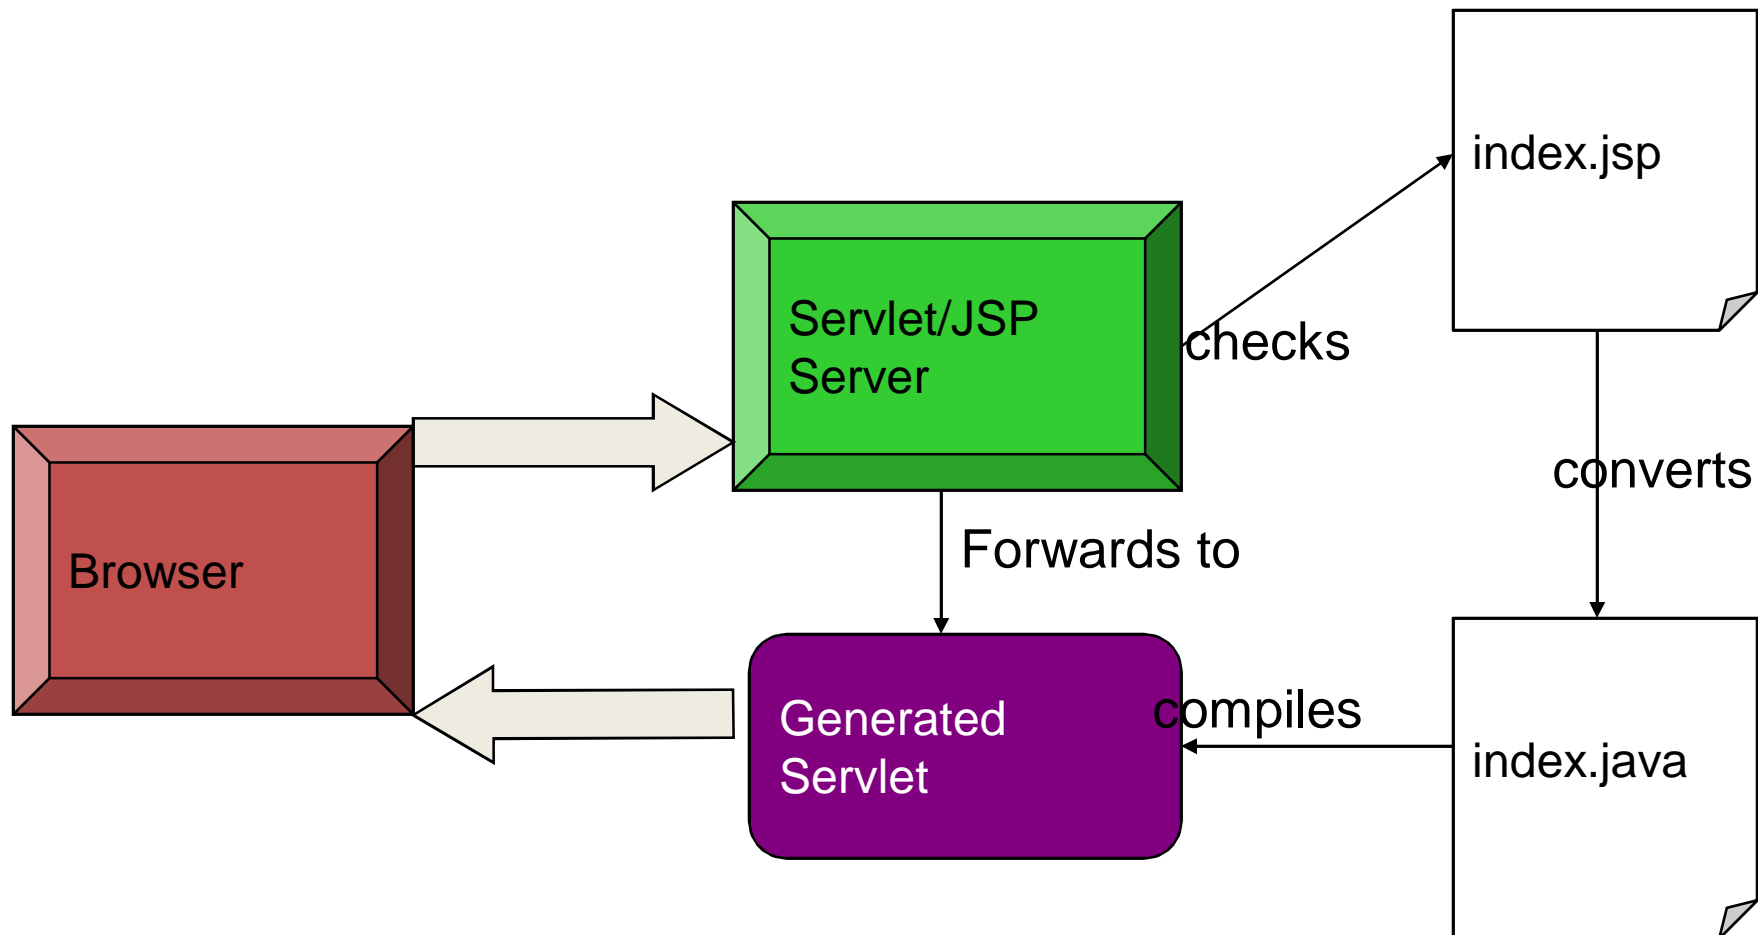 index.jsp
Servlet/JSP
Server
checks
converts
Forwards to
Browser
Generated
Servlet
compiles
index.java